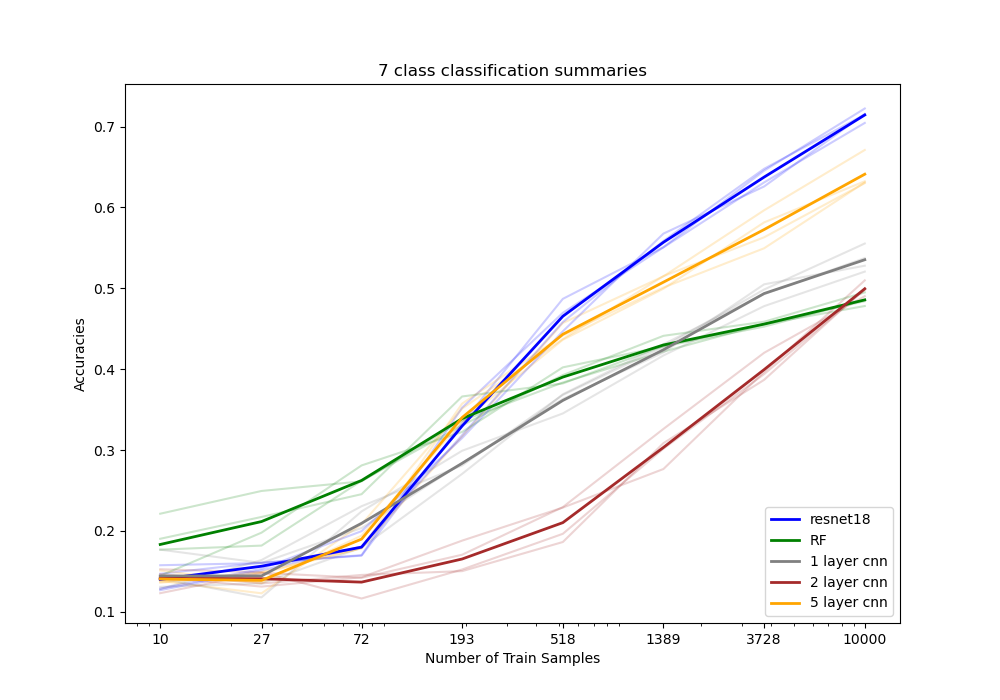 7 class classification summaries
0.7
0.6
0.5
0.4
0.3
0.2
0.1
Accuracies
10 27 72 193 518 1389 3728 10000
Number of Train Samples
resnet18
RF
1 layer cnn
2 layer cnn
5 layer cnn